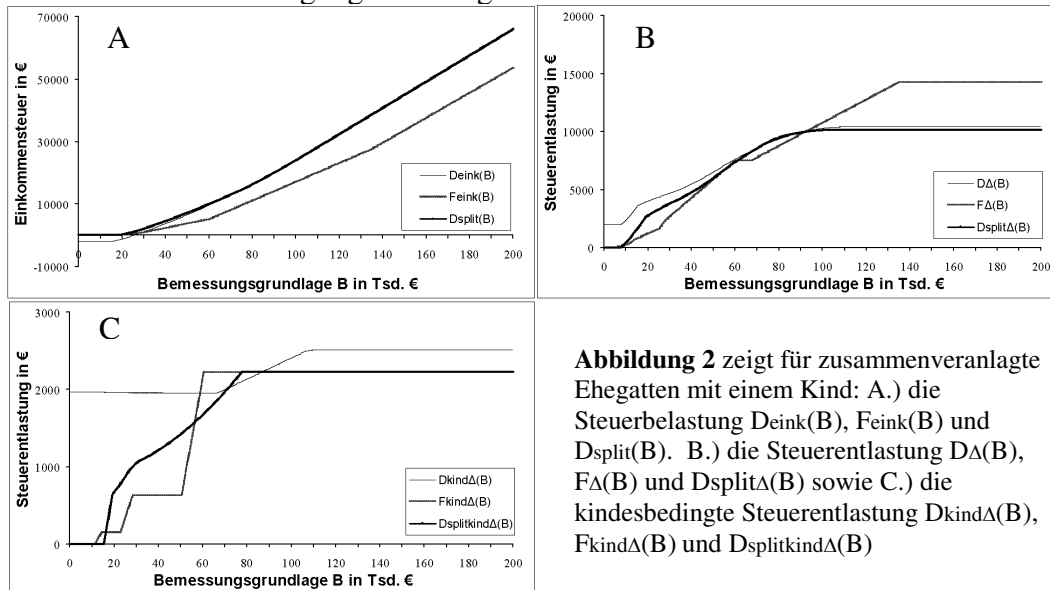 A
Einkommensteuer in €
70000
50000
30000
10000
-10000
0 20 40 60 80 100 120 140 160 180 200
Bemessungsgrundlage B in Tsd. €
Deink(B)
Feink(B)
Dsplit(B)
B
Steuerentlastung in €
20000
15000
10000
5000
0
0 20 40 60 80 100 120 140 160 180 200
Bemessungsgrundlage B in Tsd. €
DΔ(B)
FΔ(B)
DsplitΔ(B)
C
Steuerentlastung in €
3000
2000
1000
0
0 20 40 60 80 100 120 140 160 180 200
Bemessungsgrundlage B in Tsd. €
DkindΔ(B)
FkindΔ(B)
DsplitkindΔ(B)
Abbildung 2 zeigt für zusammenveranlagte
Ehegatten mit einem Kind: A.) die
Steuerbelastung Deink(B), Feink(B) und
Dsplit(B). B.) die Steuerentlastung DΔ(B),
FΔ(B) und DsplitΔ(B) sowie C.) die
kindesbedingte Steuerentlastung DkindΔ(B),
FkindΔ(B) und DsplitkindΔ(B)